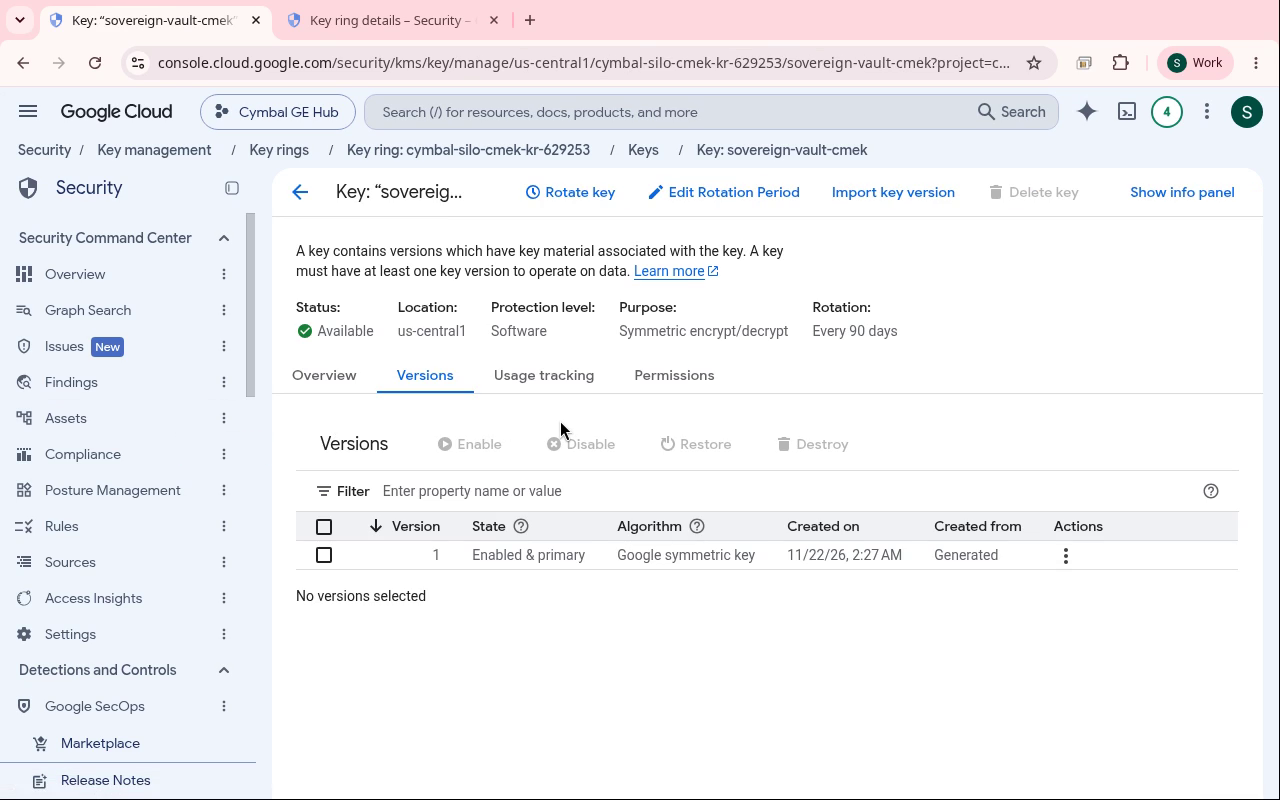 Key: “sovereign-vault-cmek”
Key ring details – Security –
console.cloud.google.com/security/kms/key/manage/us-central1/cymbal-silo-cmek-kr-629253/sovereign-vault-cmek?project=c...
S Work
Google Cloud
Cymbal GE Hub
Search (/) for resources, docs, products, and more
Search
4
S
Security / Key management / Key rings / Key ring: cymbal-silo-cmek-kr-629253 / Keys / Key: sovereign-vault-cmek
Security
Security Command Center
Overview
Graph Search
Issues New
Findings
Assets
Compliance
Posture Management
Rules
Sources
Access Insights
Settings
Detections and Controls
Google SecOps
Marketplace
Release Notes
Key: “sovereig...
Rotate key
Edit Rotation Period
Import key version
Delete key
Show info panel
A key contains versions which have key material associated with the key. A key
must have at least one key version to operate on data. Learn more
Status: Location: Protection level: Purpose: Rotation:
Available us-central1 Software Symmetric encrypt/decrypt Every 90 days
Overview Versions Usage tracking Permissions
Versions Enable Disable Restore Destroy
Filter Enter property name or value
Version State Algorithm Created on Created from Actions
1 Enabled & primary Google symmetric key 11/22/26, 2:27 AM Generated
No versions selected